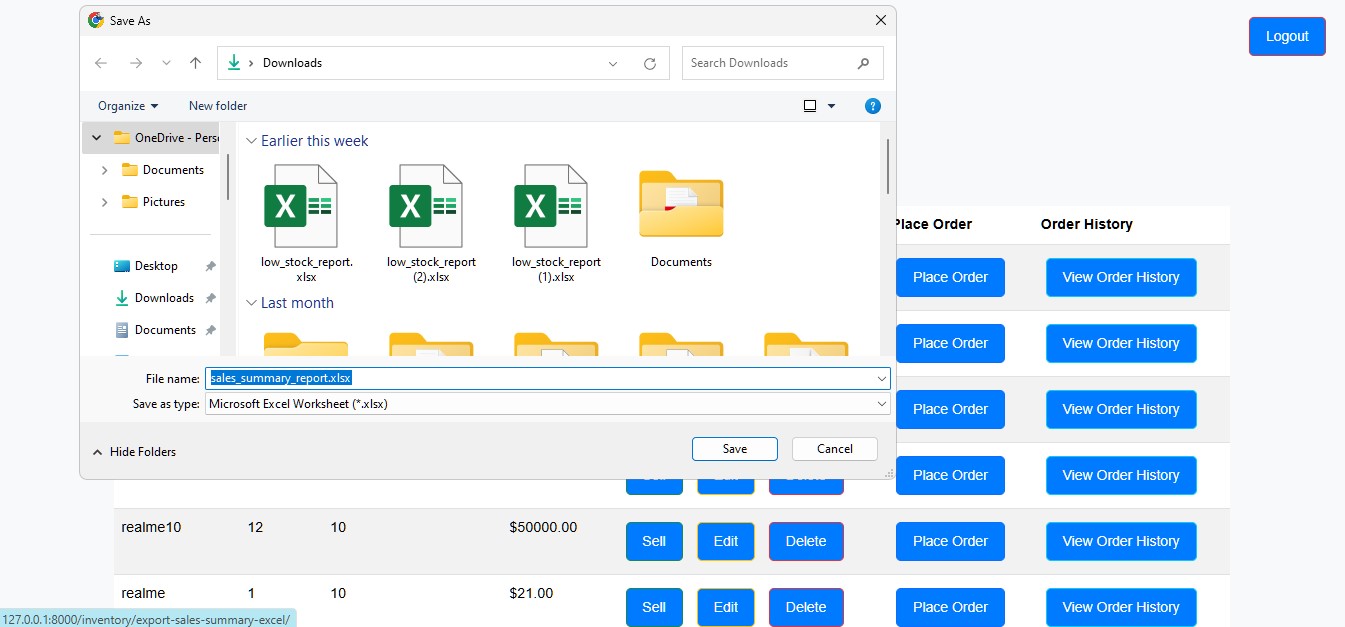 Save As
Logout
Downloads
Search Downloads
Organize
New folder
?
OneDrive - Pers
Documents
Pictures
Desktop
Downloads
Documents
Earlier this week
low_stock_report.
xlsx
low_stock_report
(2).xlsx
low_stock_report
(1).xlsx
Documents
Last month
File name: sales_summary_report.xlsx
Save as type: Microsoft Excel Worksheet (*.xlsx)
Hide Folders
Save
Cancel
Place Order Order History
Place Order View Order History
Place Order View Order History
Place Order View Order History
Sell Edit Delete Place Order View Order History
realme10 12 10 $50000.00 Sell Edit Delete Place Order View Order History
realme 1 10 $21.00 Sell Edit Delete Place Order View Order History
127.0.0.1:8000/inventory/export-sales-summary-excel/